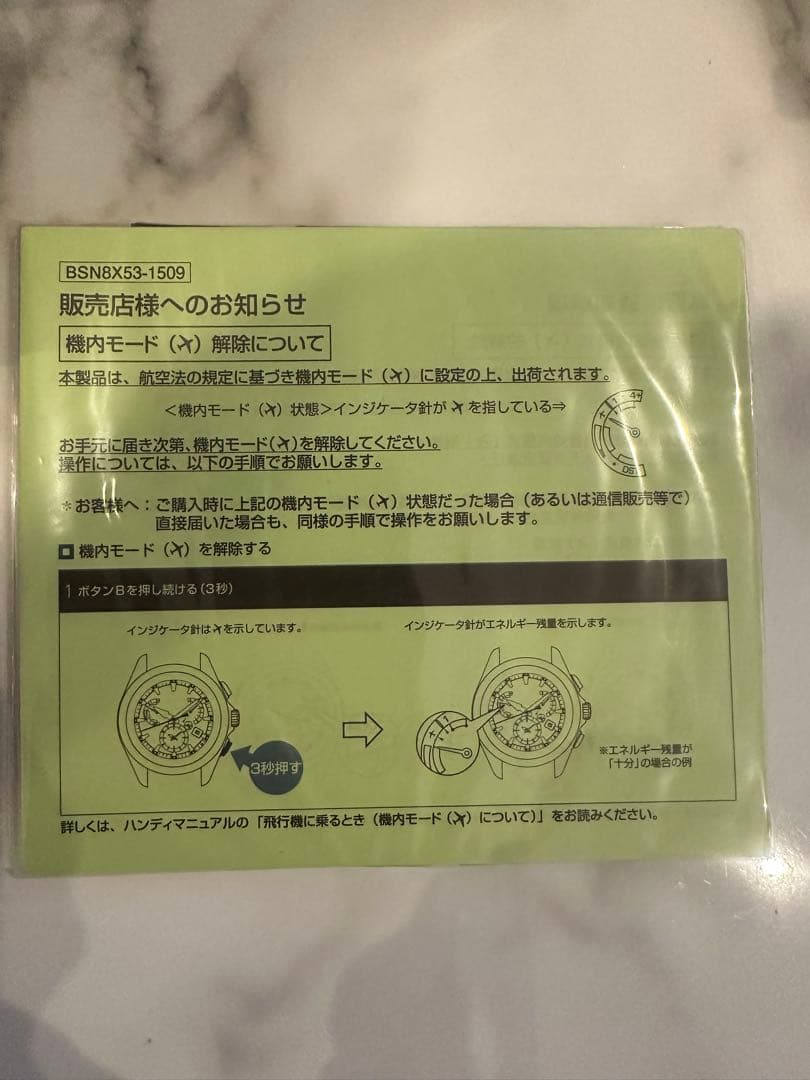 BSN8X53-1509
販売店様へのお知らせ
機内モード（✈）解除について
本製品は、航空法の規定に基づき機内モード（✈）に設定の上、出荷されます。
＜機内モード（✈）状態＞インジケータ針が✈を指している⇒
お手元に届き次第、機内モード(✈)を解除してください。
操作については、以下の手順でお願いします。
＊お客様へ：ご購入時に上記の機内モード（✈）状態だった場合（あるいは通信販売等で）
直接届いた場合も、同様の手順で操作をお願いします。
機内モード（✈）を解除する
1 ボタンBを押し続ける（3秒）
インジケータ針は✈を示しています。
インジケータ針がエネルギー残量を示します。
3秒押す
※エネルギー残量が
「十分」の場合の例
詳しくは、ハンディマニュアルの「飛行機に乗るとき（機内モード（✈）について）」をお読みください。